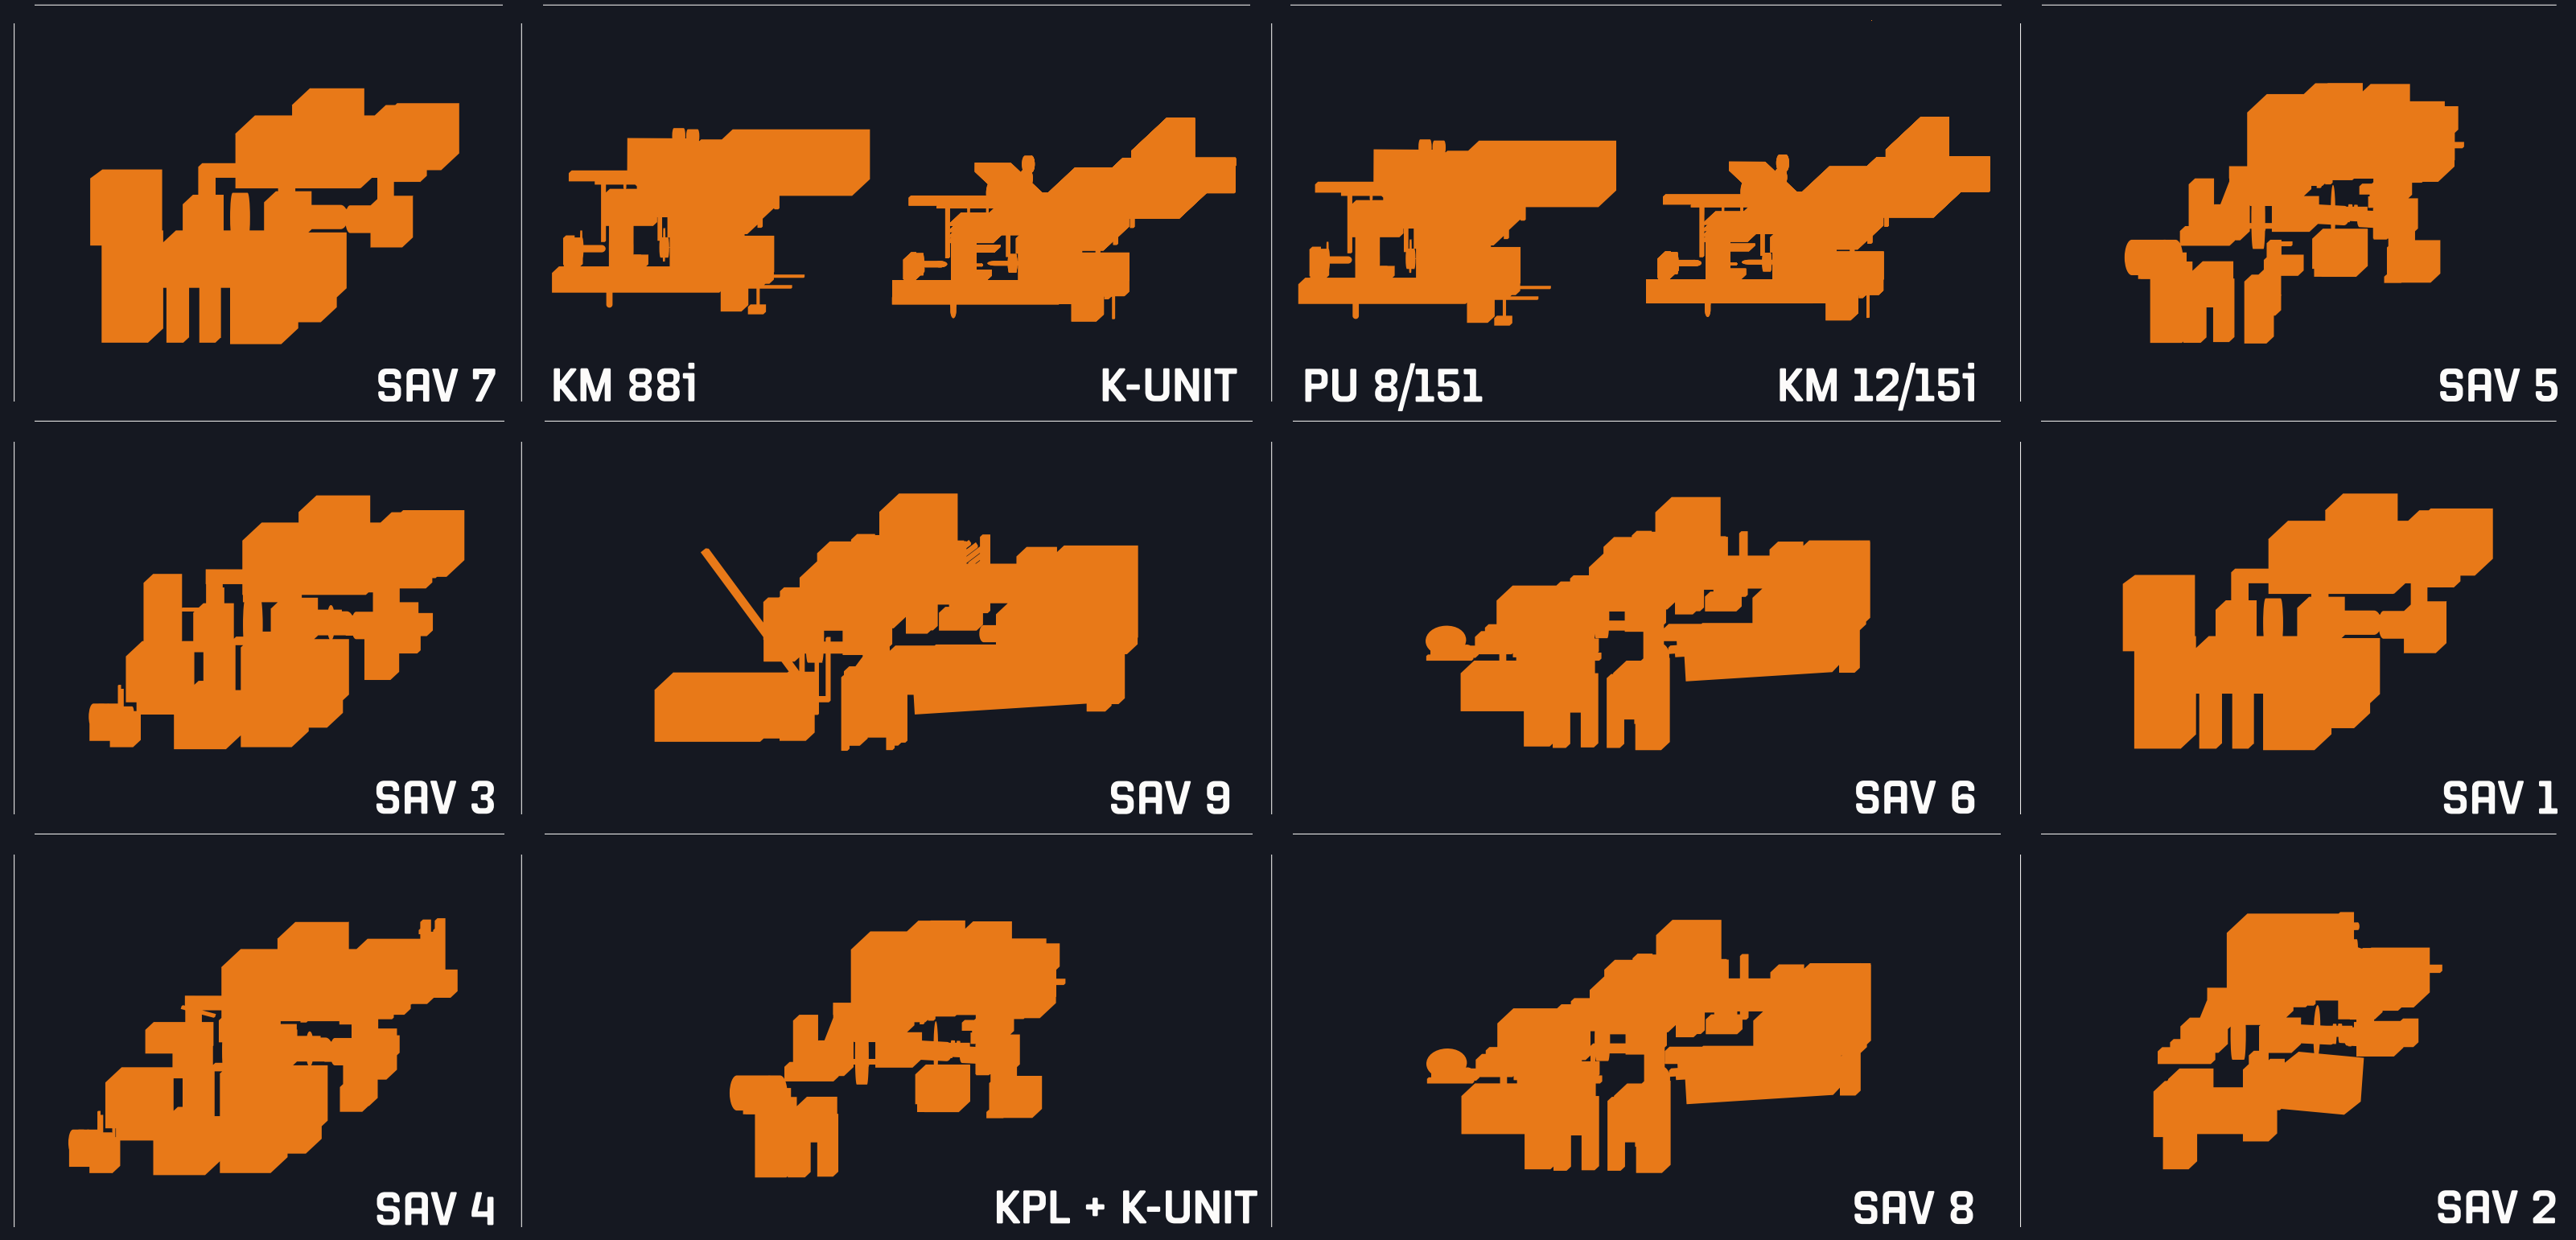 SAV 7
KM 88i
K-UNIT
PU 8/151
KM 12/15i
SAV 5
SAV 3
SAV 9
SAV 6
SAV 1
SAV 4
KPL + K-UNIT
SAV 8
SAV 2